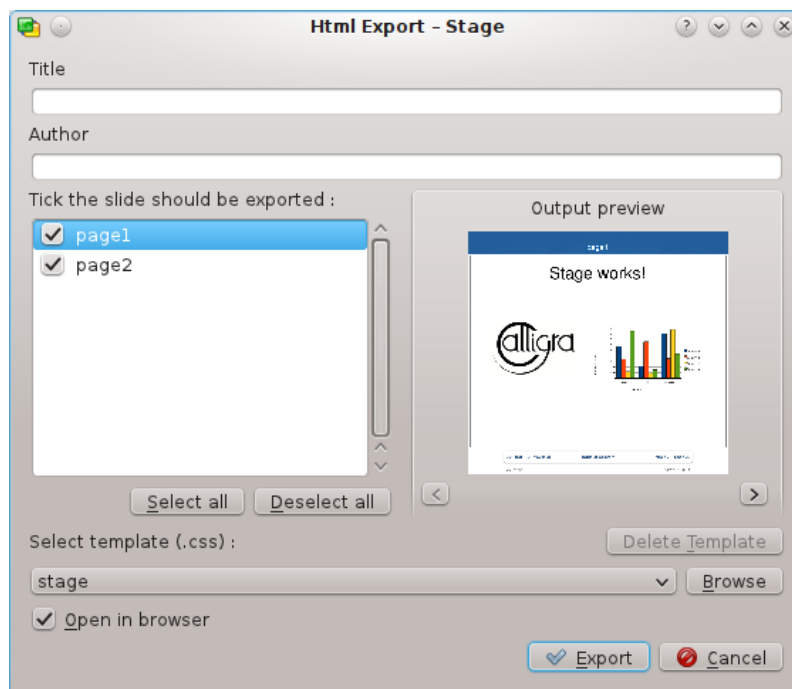 Html Export – Stage
Title
Author
Tick the slide should be exported :
page1
page2
Output preview
page1
Stage works!
Calligra
Select all
Deselect all
Select template (.css) :
Delete Template
stage
Browse
Open in browser
Export
Cancel